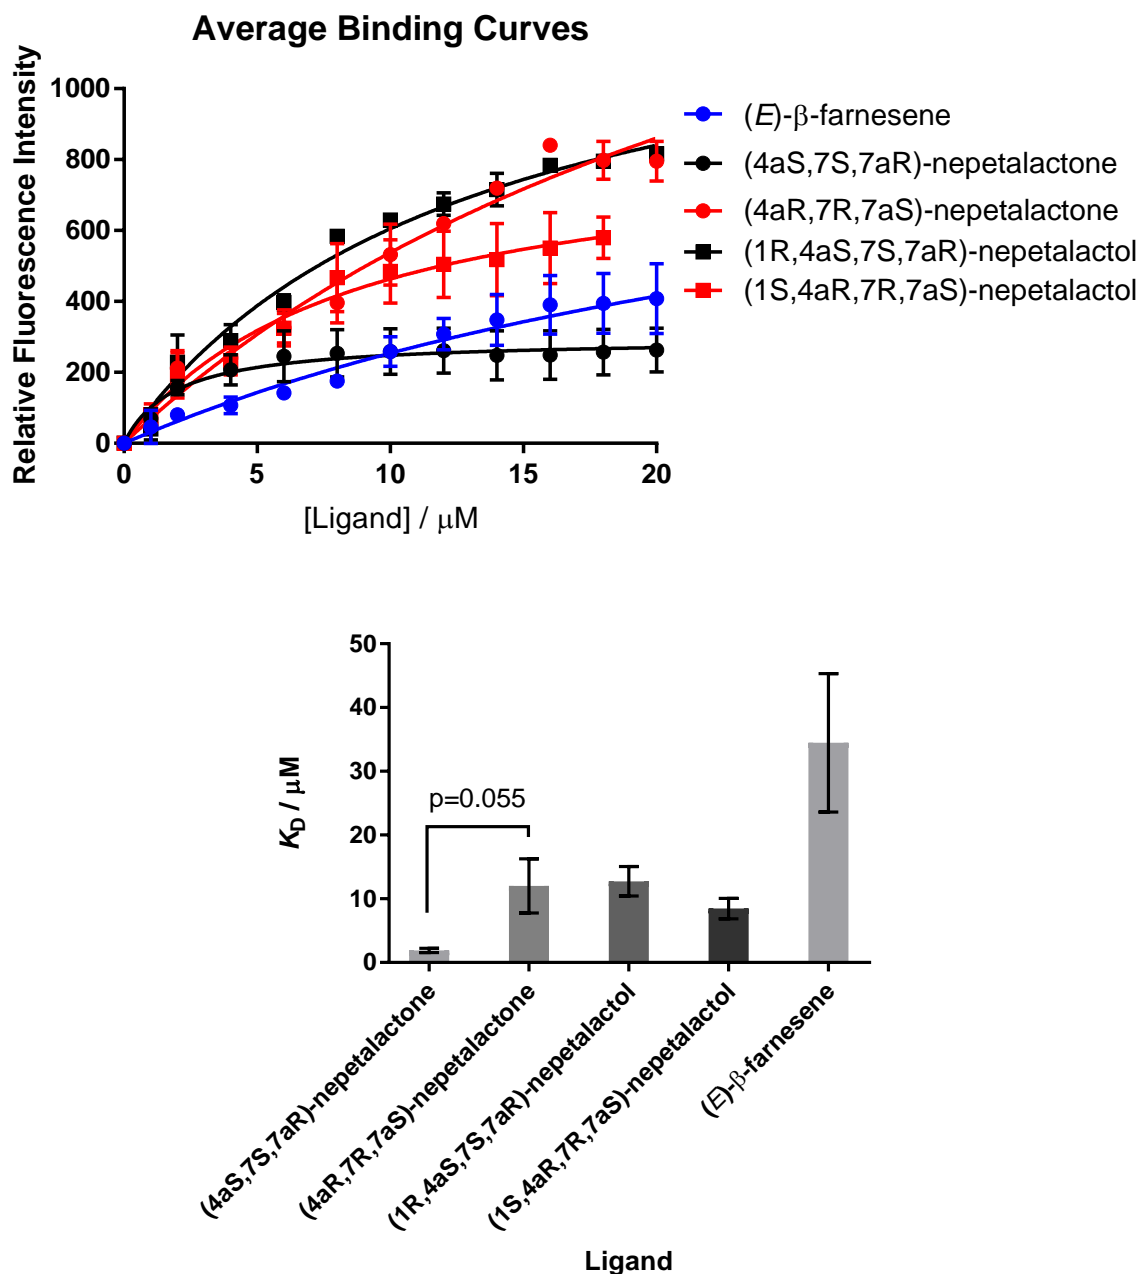 Average Binding Curves
Relative Fluorescence Intensity
1000
800
600
400
200
0
0 5 10 15 20
[Ligand] / μM
(E)-β-farnesene
(4aS,7S,7aR)-nepetalactone
(4aR,7R,7aS)-nepetalactone
(1R,4aS,7S,7aR)-nepetalactol
(1S,4aR,7R,7aS)-nepetalactol
KD / μM
50
40
30
20
10
0
p=0.055
(4aS,7S,7aR)-nepetalactone
(4aR,7R,7aS)-nepetalactone
(1R,4aS,7S,7aR)-nepetalactol
(1S,4aR,7R,7aS)-nepetalactol
(E)-β-farnesene
Ligand